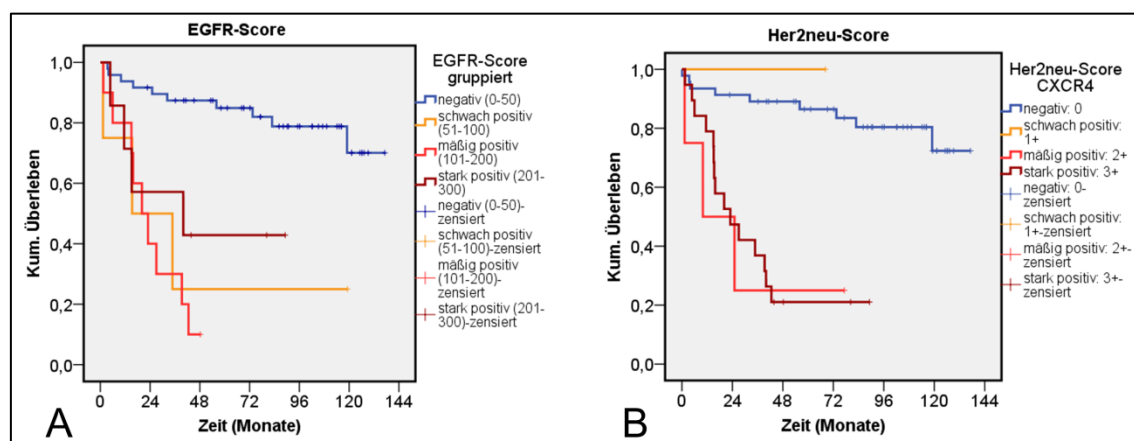 EGFR-Score
Kum. Überleben
1,0
0,8
0,6
0,4
0,2
0,0
0
24
48
72
96
120
144
Zeit (Monate)
A
EGFR-Score
gruppiert
negativ (0-50)
schwach positiv
(51-100)
mäßig positiv
(101-200)
stark positiv (201-
300)
negativ (0-50)-
zensiert
schwach positiv
(51-100)-zensiert
mäßig positiv
(101-200)-
zensiert
stark positiv (201-
300)-zensiert
Her2neu-Score
Kum. Überleben
1,0
0,8
0,6
0,4
0,2
0,0
0
24
48
72
96
120
144
Zeit (Monate)
B
Her2neu-Score
CXCR4
negativ: 0
schwach positiv:
1+
mäßig positiv: 2+
stark positiv: 3+
negativ: 0-
zensiert
schwach positiv:
1+-zensiert
mäßig positiv: 2+-
zensiert
stark positiv: 3+-
zensiert